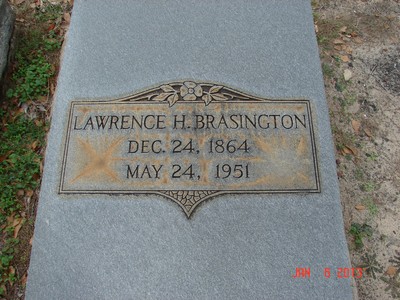 LAWRENCE H. BRASINGTON
DEC. 24, 1864
MAY 24, 1951